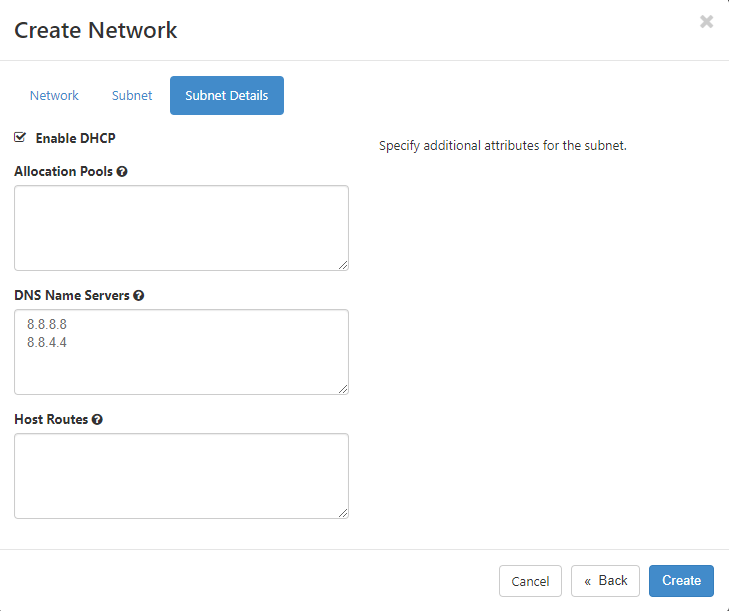 Create Network
×
Network Subnet Subnet Details
Enable DHCP
Specify additional attributes for the subnet.
Allocation Pools ?
DNS Name Servers ?
8.8.8.8
8.8.4.4
Host Routes ?
Cancel « Back Create